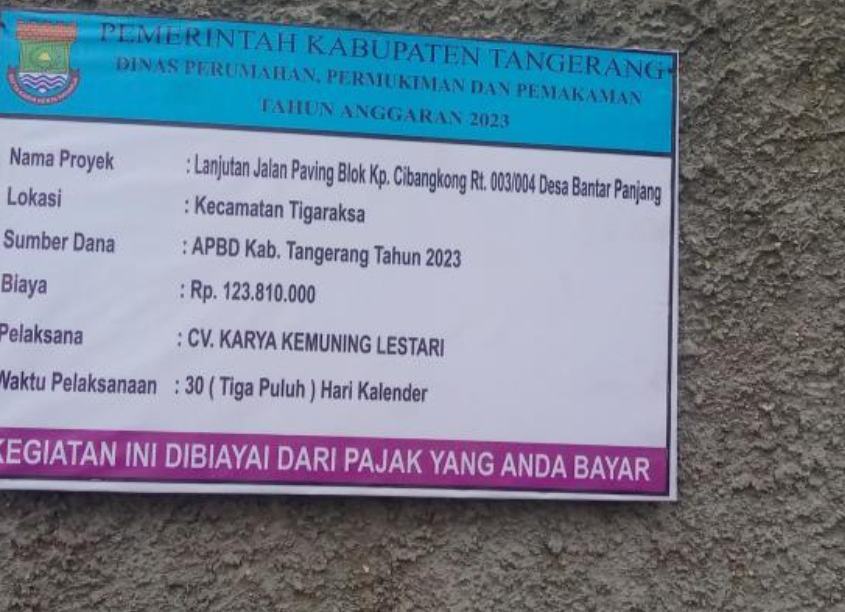 PEMERINTAH KABUPATEN TANGERANG
DINAS PERUMAHAN, PERMUKIMAN DAN PEMAKAMAN
TAHUN ANGGARAN 2023
Nama Proyek : Lanjutan Jalan Paving Blok Kp. Cibangkong Rt. 003/004 Desa Bantar Panjang
Lokasi : Kecamatan Tigaraksa
Sumber Dana : APBD Kab. Tangerang Tahun 2023
Biaya : Rp. 123.810.000
Pelaksana : CV. KARYA KEMUNING LESTARI
Waktu Pelaksanaan : 30 ( Tiga Puluh ) Hari Kalender
KEGIATAN INI DIBIAYAI DARI PAJAK YANG ANDA BAYAR